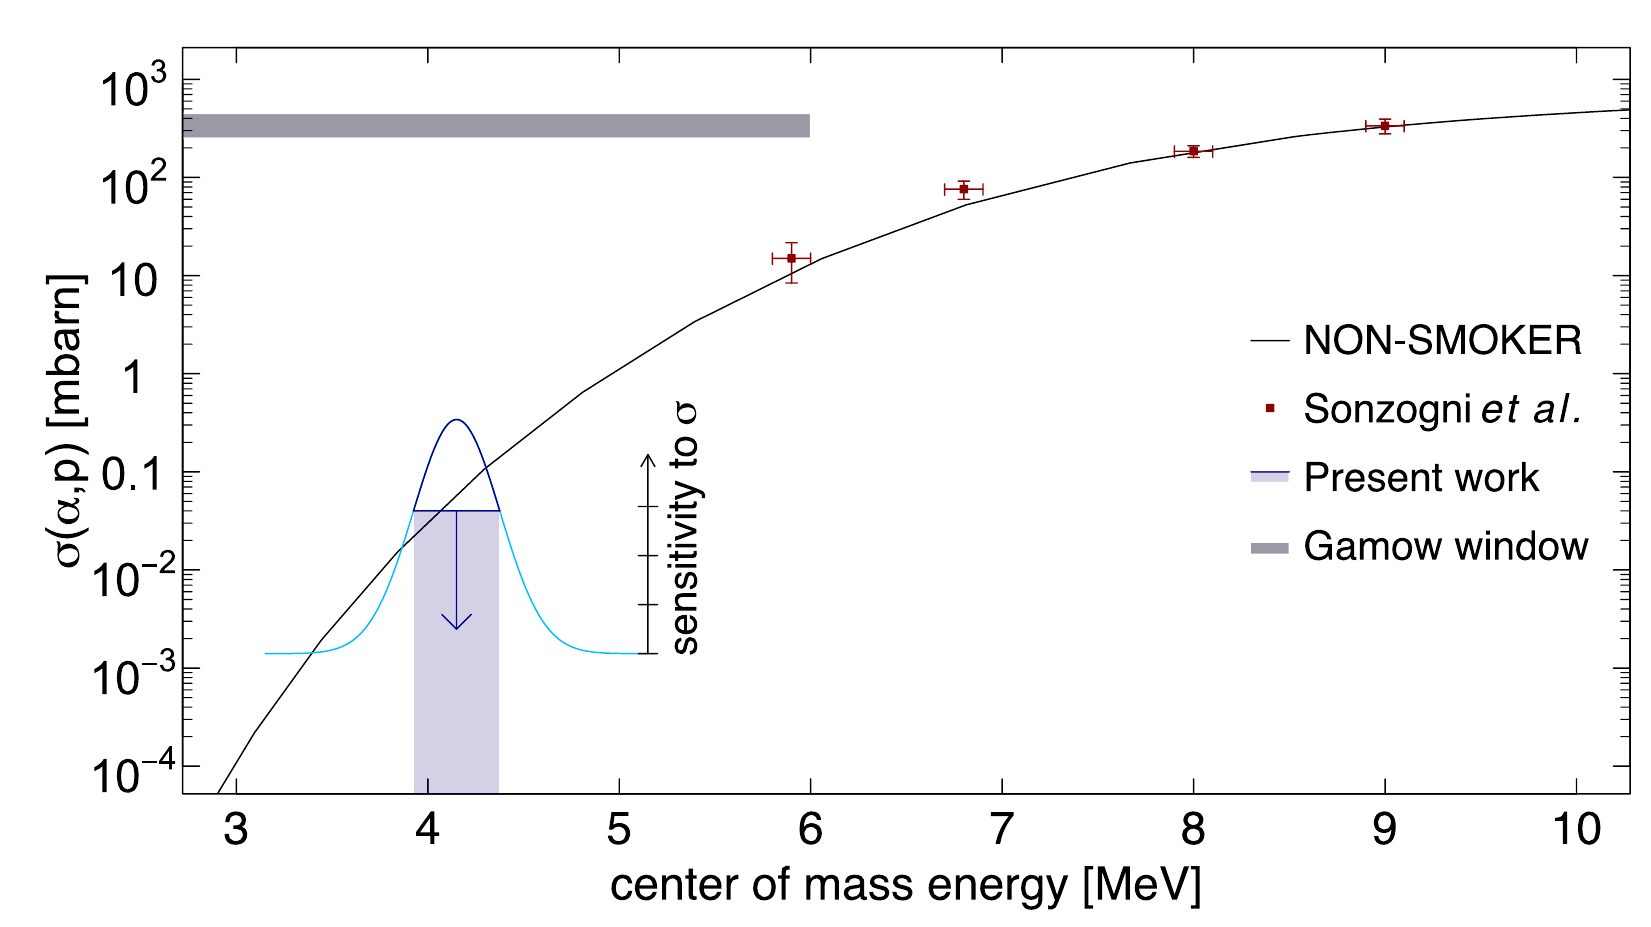 10³
10²
10
1
0.1
10⁻²
10⁻³
10⁻⁴
σ(α,p) [mbarn]
sensitivity to σ
NON-SMOKER
Sonzogni et al.
Present work
Gamow window
3 4 5 6 7 8 9 10
center of mass energy [MeV]